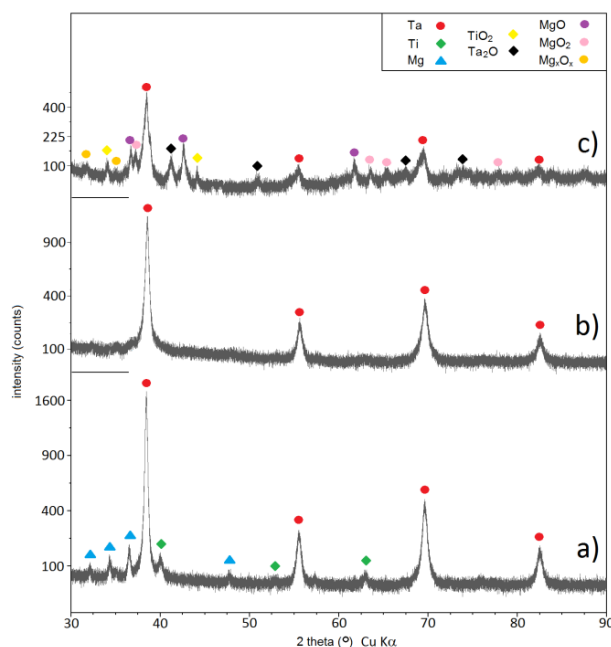 Ta
Ti
Mg
TiO₂
Ta₂O
MgO
MgO₂
MgₓOₓ
400
225
100
c)
900
400
100
b)
1600
900
400
100
a)
intensity (counts)
30 40 50 60 70 80 90
2 theta (°) Cu Kα